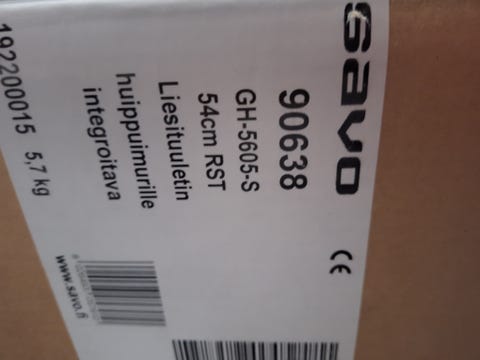 savo
CE
90638
GH-5605-S
54cm RST
Liesituuletin
huippuimurille
integroitava
192200015 5,7 kg
www.savo.fi